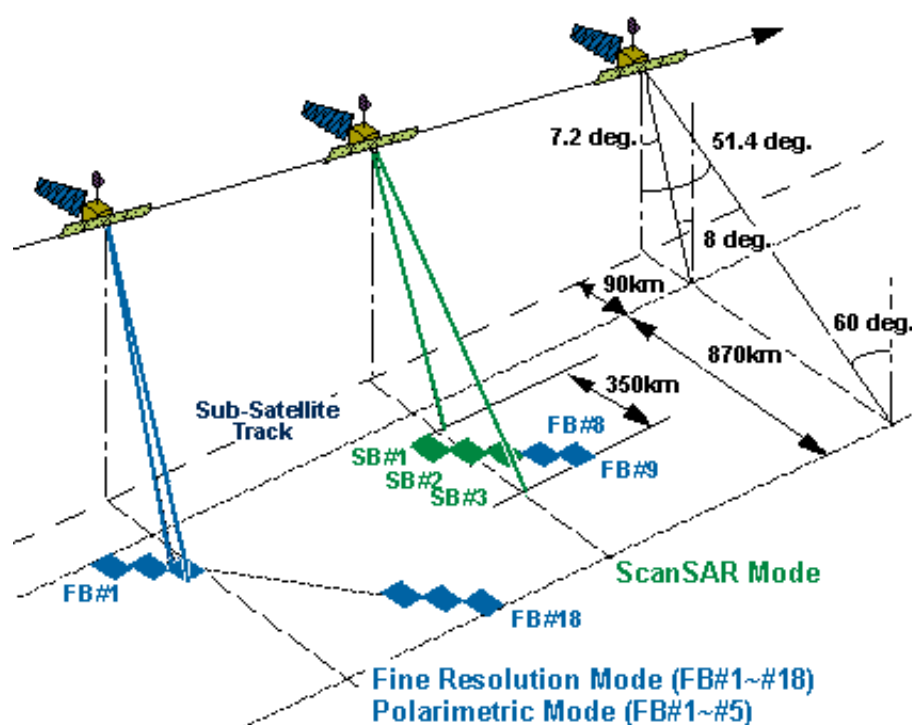 7.2 deg.
51.4 deg.
8 deg.
90km
60 deg.
870km
350km
Sub-Satellite
Track
FB#8
SB#1
FB#9
SB#2
SB#3
ScanSAR Mode
FB#1
FB#18
Fine Resolution Mode (FB#1~#18)
Polarimetric Mode (FB#1~#5)